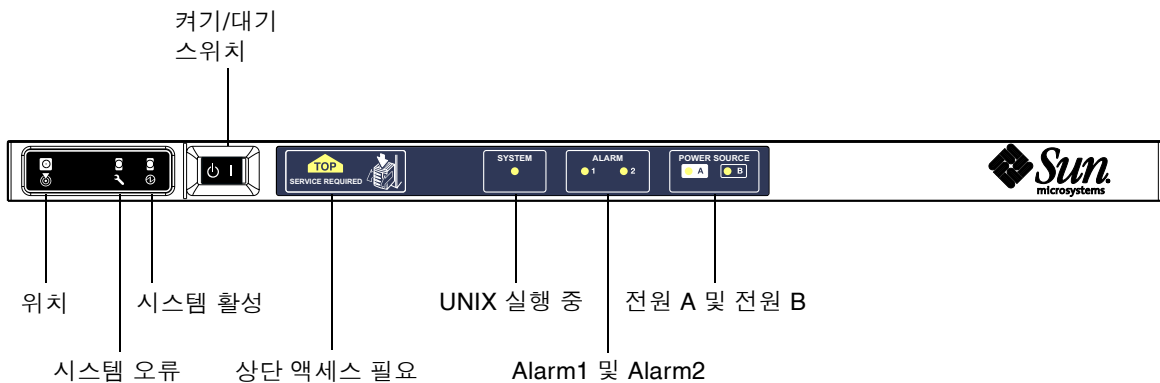 켜기/대기
스위치
TOP
SERVICE REQUIRED
SYSTEM
ALARM
1 2
POWER SOURCE
A B
Sun.
microsystems
위치
시스템 활성
UNIX 실행 중
전원 A 및 전원 B
시스템 오류
상단 액세스 필요
Alarm1 및 Alarm2